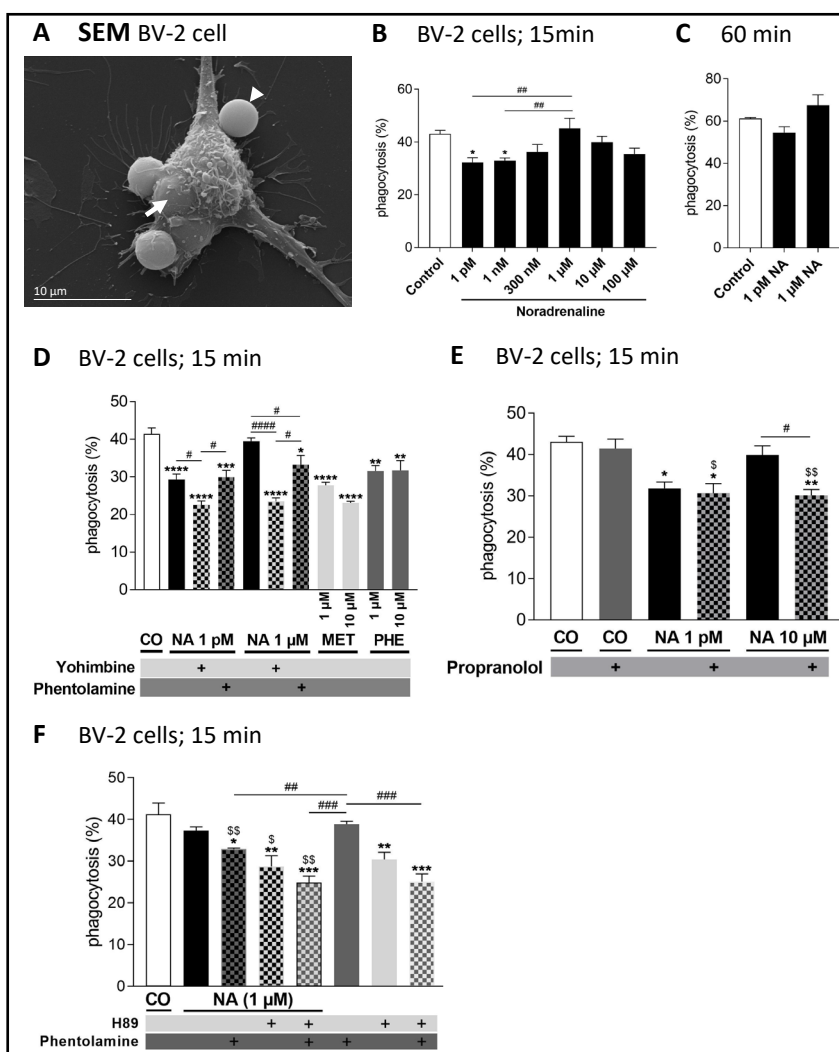 A SEM BV-2 cell
10 µm
B BV-2 cells; 15min
phagocytosis (%)
60
40
20
0
##
##
* *
Control
1 pM
1 nM
300 nM
1 µM
10 µM
100 µM
Noradrenaline
C 60 min
phagocytosis (%)
80
60
40
20
0
Control
1 pM NA
1 µM NA
D BV-2 cells; 15 min
phagocytosis (%)
50
40
30
20
10
0
#
#### #
# #
**** **** *** **** * **** **** ** **
1 µM
10 µM
1 µM
10 µM
CO NA 1 pM NA 1 µM MET PHE
Yohimbine + +
Phentolamine + +
E BV-2 cells; 15 min
phagocytosis (%)
50
40
30
20
10
0
#
$ $$
* * **
CO CO NA 1 pM NA 10 µM
Propranolol + + +
F BV-2 cells; 15 min
phagocytosis (%)
50
40
30
20
10
0
## ###
###
$$ $ $$
* ** *** ** ***
CO NA (1 µM)
H89 + + + +
Phentolamine + + + +